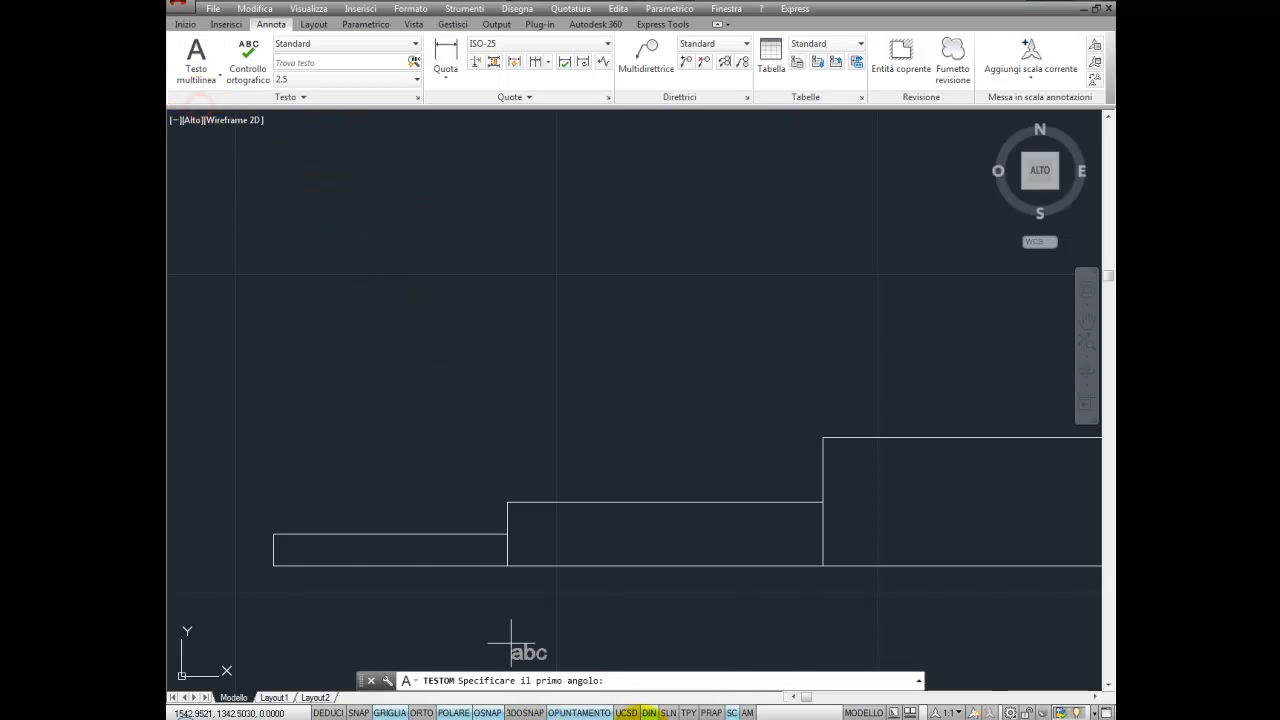 File Modifica Visualizza Inserisci Formato Strumenti Disegna Quotatura Edita Parametrico Finestra ? Express
Inizio Inserisci Annota Layout Parametrico Vista Gestisci Output Plug-in Autodesk 360 Express Tools
A ABC Standard ISO-25 Standard Standard
Trova testo
Testo multilinea Controllo ortografico 2.5 Quota Multidirettrice Tabella Entità corrente Fumetto revisione Aggiungi scala corrente
Testo Quote Direttrici Tabelle Revisione Messa in scala annotazioni
[−][Alto][Wireframe 2D]
N
O ALTO E
S
WCS
Y
X
abc
TESTOM Specificare il primo angolo:
Modello Layout1 Layout2
1542.9521, 1342.5030, 0.0000 DEDUCI SNAP GRIGLIA ORTO POLARE OSNAP 3DOSNAP OPUNTAMENTO UCSD DIN SLN TPY PRAP SC AM MODELLO 1:1